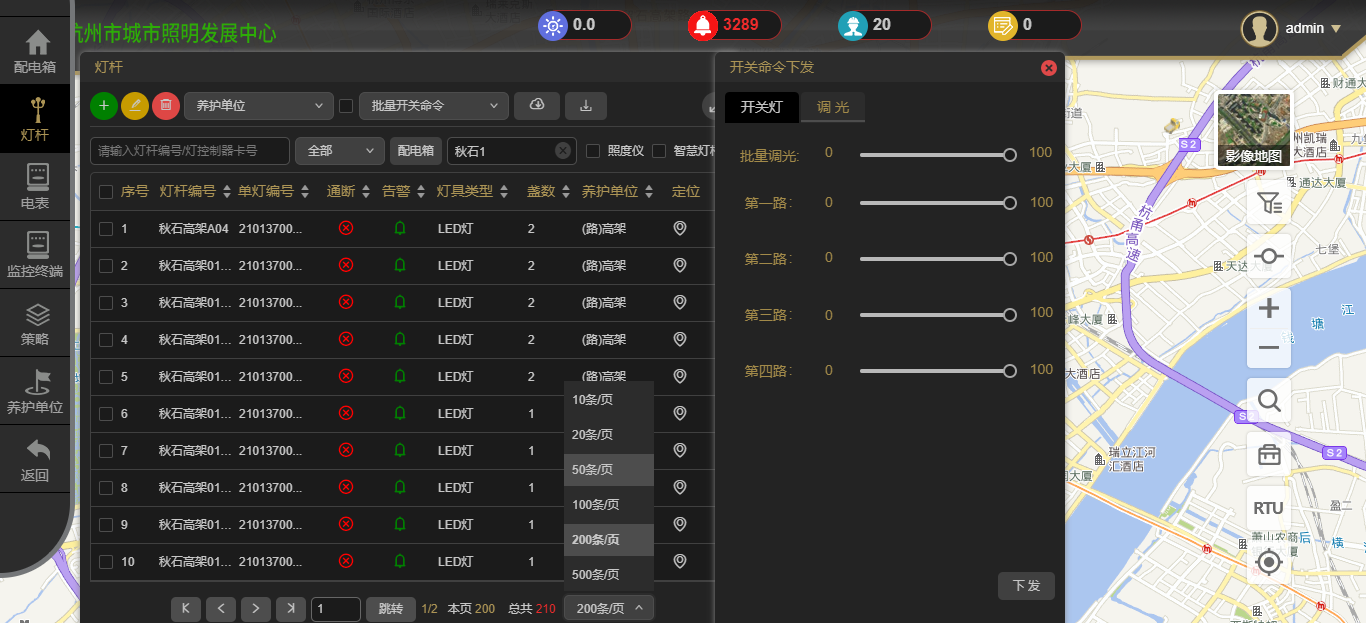 杭州市城市照明发展中心
0.0
3289
20
0
admin
配电箱
灯杆
电表
监控终端
策略
养护单位
返回
灯杆
养护单位
批量开关命令
请输入灯杆编号/灯控制器卡号
全部
配电箱
秋石1
照度仪
智慧灯杆
序号 灯杆编号 单灯编号 通断 告警 灯具类型 盏数 养护单位 定位
1 秋石高架A04 21013700... LED灯 2 (路)高架
2 秋石高架01... 21013700... LED灯 2 (路)高架
3 秋石高架01... 21013700... LED灯 2 (路)高架
4 秋石高架01... 21013700... LED灯 2 (路)高架
5 秋石高架01... 21013700... LED灯 2 (路)高架
6 秋石高架01... 21013700... LED灯 1
7 秋石高架01... 21013700... LED灯 1
8 秋石高架01... 21013700... LED灯 1
9 秋石高架01... 21013700... LED灯 1
10 秋石高架01... 21013700... LED灯 1
10条/页
20条/页
50条/页
100条/页
200条/页
500条/页
1
跳转
1/2 本页 200 总共 210
200条/页
开关命令下发
开关灯
调 光
批量调光: 0 100
第一路: 0 100
第二路: 0 100
第三路: 0 100
第四路: 0 100
下发
影像地图
RTU
财通大
州凯瑞
大酒店
通达大厦
S2
杭甬高速
七堡
天达
大厦
峰大厦
大酒店
江
塘
钱
S2
S2
瑞立江河
汇酒店
盈二
萧山农商
后
横